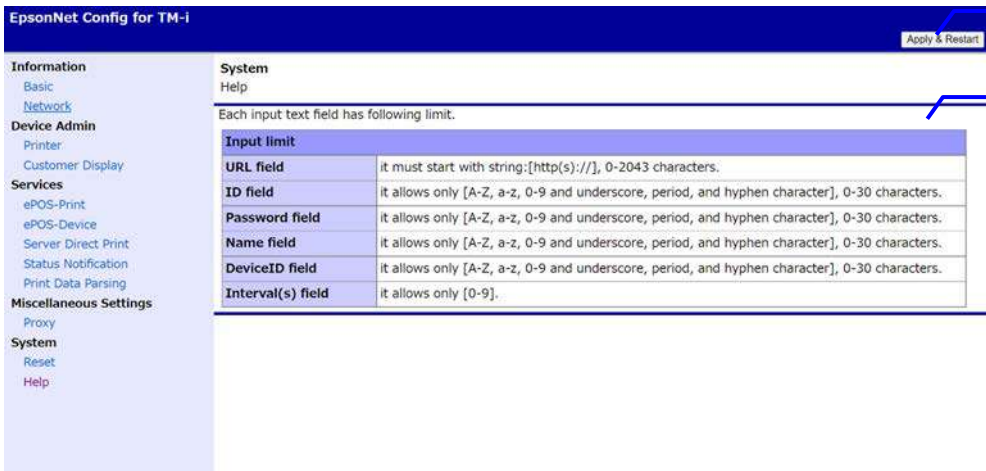 EpsonNet Config for TM-i
Apply & Restart
Information
Basic
Network
Device Admin
Printer
Customer Display
Services
ePOS-Print
ePOS-Device
Server Direct Print
Status Notification
Print Data Parsing
Miscellaneous Settings
Proxy
System
Reset
Help
System
Help
Each input text field has following limit.
Input limit
URL field it must start with string:[http(s)://], 0-2043 characters.
ID field it allows only [A-Z, a-z, 0-9 and underscore, period, and hyphen character], 0-30 characters.
Password field it allows only [A-Z, a-z, 0-9 and underscore, period, and hyphen character], 0-30 characters.
Name field it allows only [A-Z, a-z, 0-9 and underscore, period, and hyphen character], 0-30 characters.
DeviceID field it allows only [A-Z, a-z, 0-9 and underscore, period, and hyphen character], 0-30 characters.
Interval(s) field it allows only [0-9].